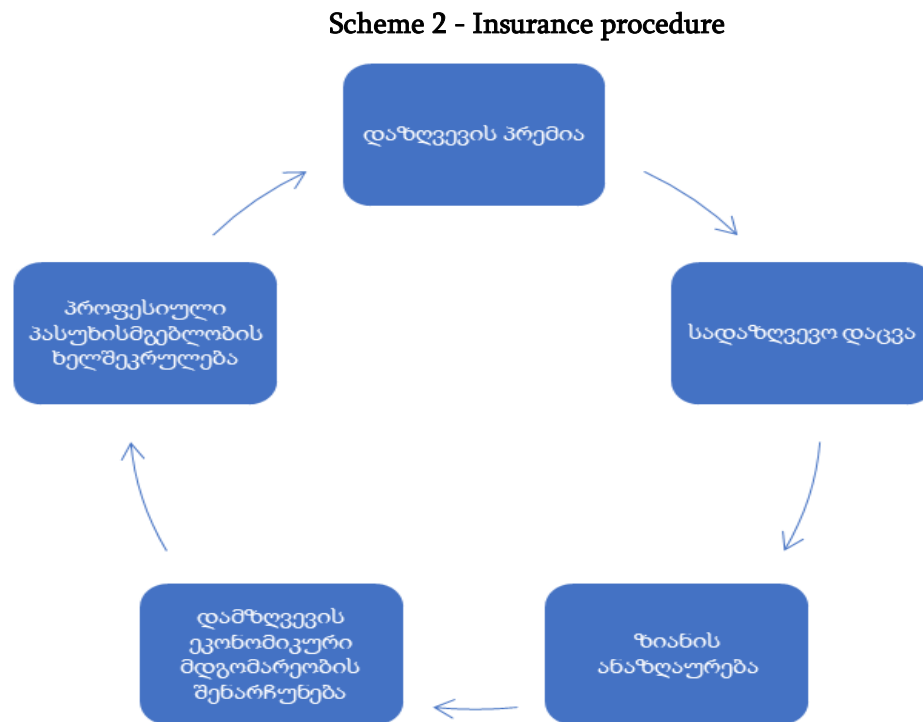 Scheme 2 - Insurance procedure
დაზღვევის პრემია
სადაზღვევო დაცვა
ზიანის
ანაზღაურება
დამზღვევის
ეკონომიკური
მდგომარეობის
შენარჩუნება
პროფესიული
პასუხისმგებლობის
ხელშეკრულება